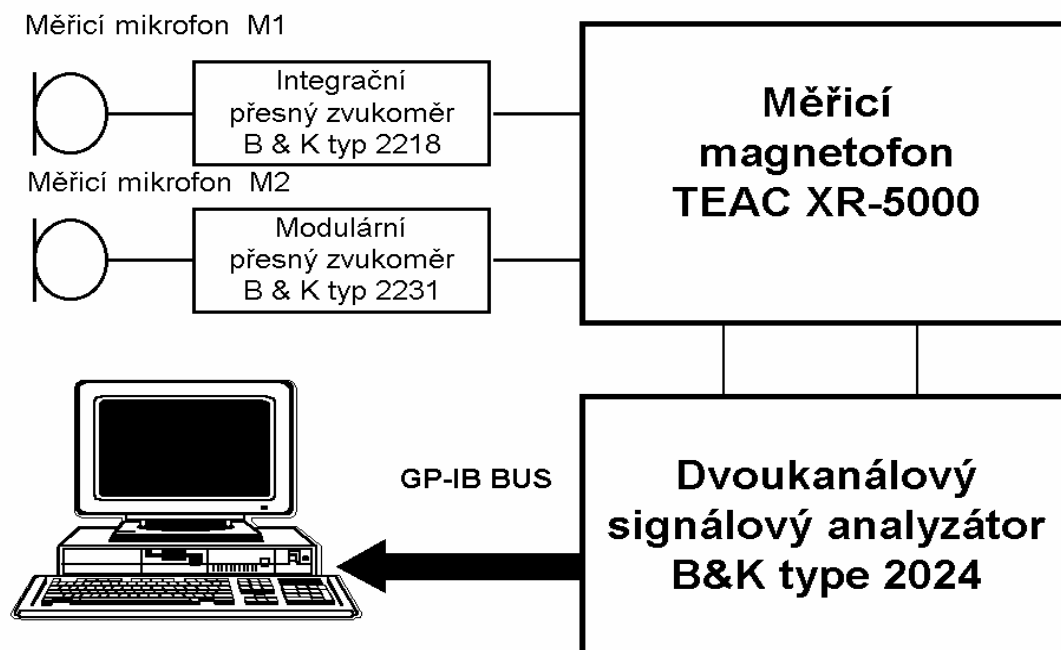 Měřicí mikrofon M1
Integrační
přesný zvukoměr
B & K typ 2218
Měřicí mikrofon M2
Modulární
přesný zvukoměr
B & K typ 2231
Měřicí
magnetofon
TEAC XR-5000
GP-IB BUS
Dvoukanálový
signálový analyzátor
B&K type 2024